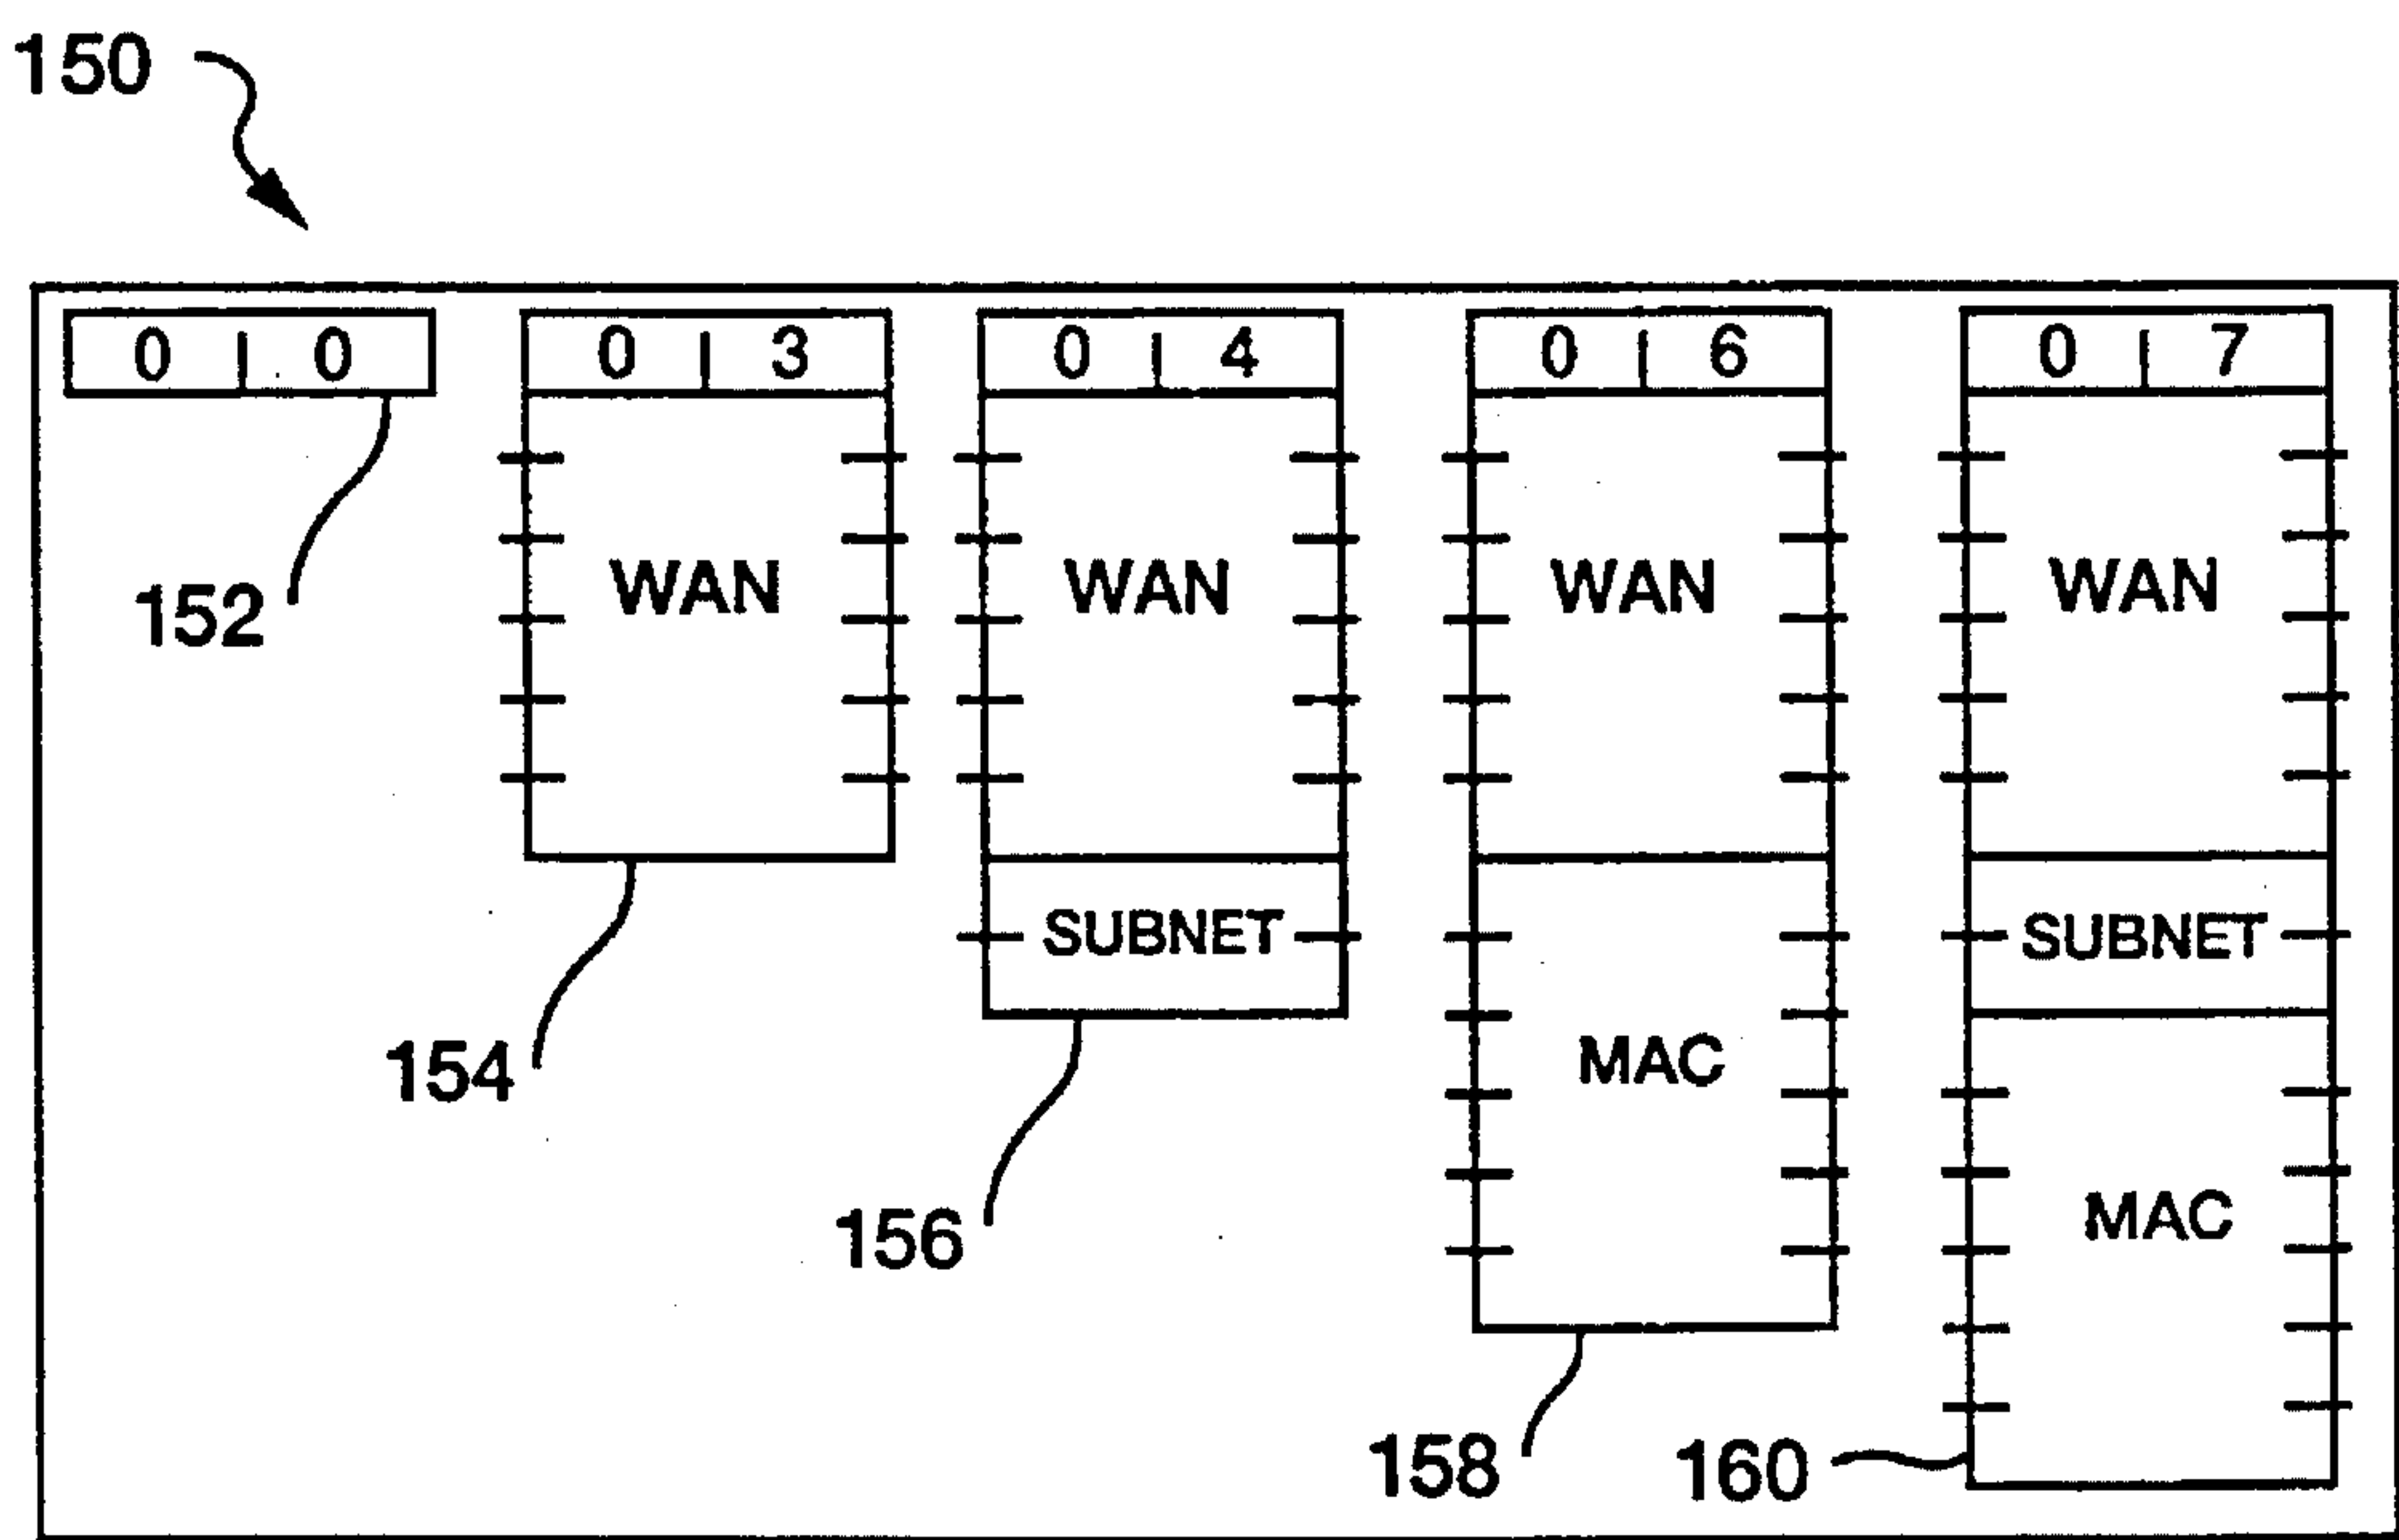 150
0 | 0
0 | 3
0 | 4
0 | 6
0 | 7
WAN
WAN
WAN
WAN
152
SUBNET
SUBNET
154
MAC
156
MAC
158
160